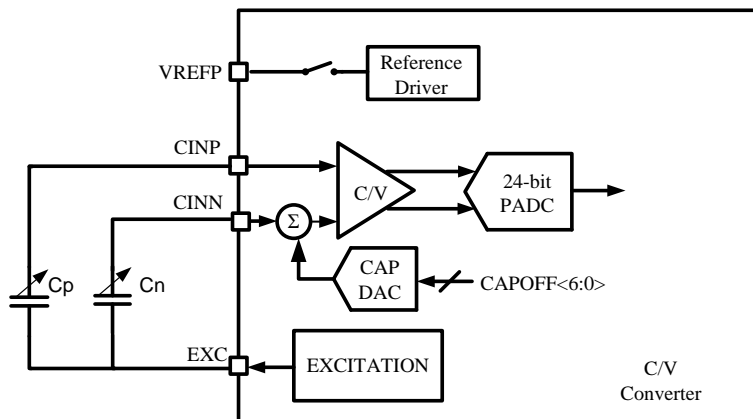 VREFP
Reference
Driver
CINP
CINN
C/V
24-bit
PADC
Σ
CAP
DAC
CAPOFF<6:0>
Cp
Cn
EXC
EXCITATION
C/V
Converter